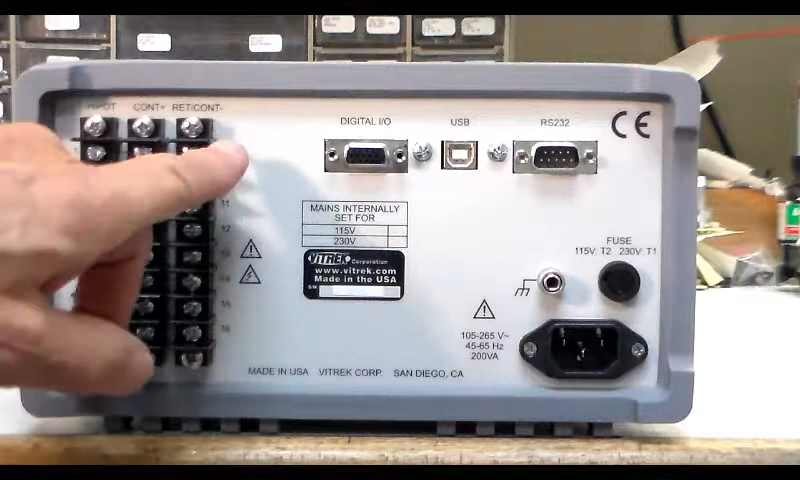 CONT+ RET/CONT-
DIGITAL I/O
USB
RS232
CE
11
12
MAINS INTERNALLY
SET FOR
115V
230V
VITREK Corporation
www.vitrek.com
Made in the USA
S/N
FUSE
115V: T2 230V: T1
105-265 V~
45-65 Hz
200VA
15
16
MADE IN USA VITREK CORP. SAN DIEGO, CA